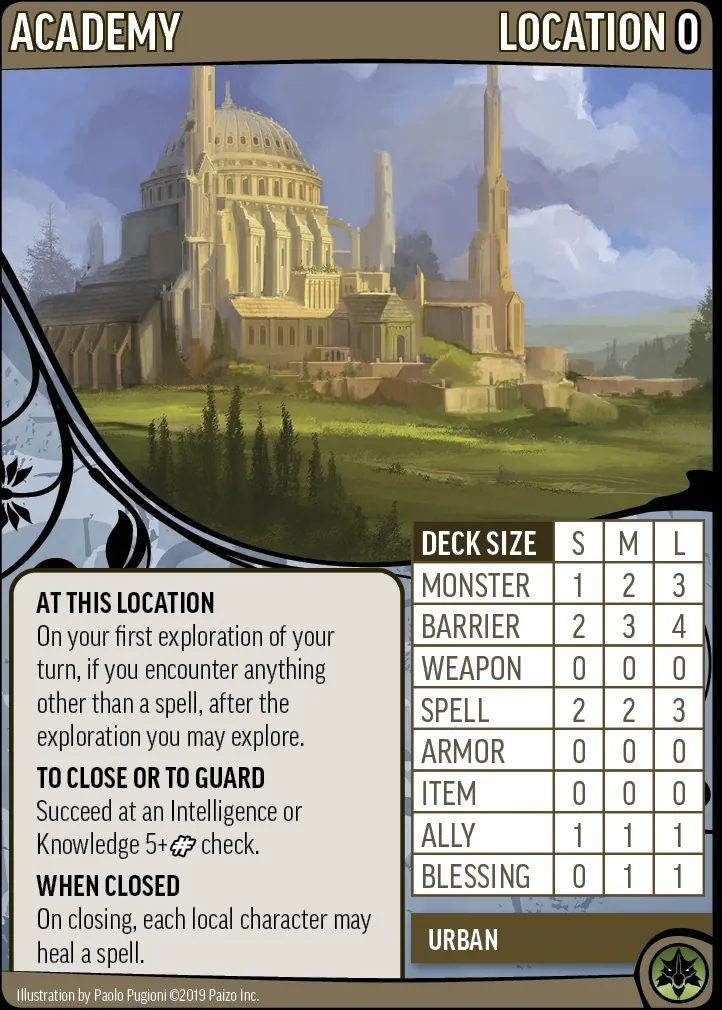 ACADEMY
LOCATION 0
AT THIS LOCATION
On your first exploration of your
turn, if you encounter anything
other than a spell, after the
exploration you may explore.
TO CLOSE OR TO GUARD
Succeed at an Intelligence or
Knowledge 5+# check.
WHEN CLOSED
On closing, each local character may
heal a spell.
DECK SIZE S M L
MONSTER 1 2 3
BARRIER 2 3 4
WEAPON 0 0 0
SPELL 2 2 3
ARMOR 0 0 0
ITEM 0 0 0
ALLY 1 1 1
BLESSING 0 1 1
URBAN
Illustration by Paolo Pugioni ©2019 Paizo Inc.